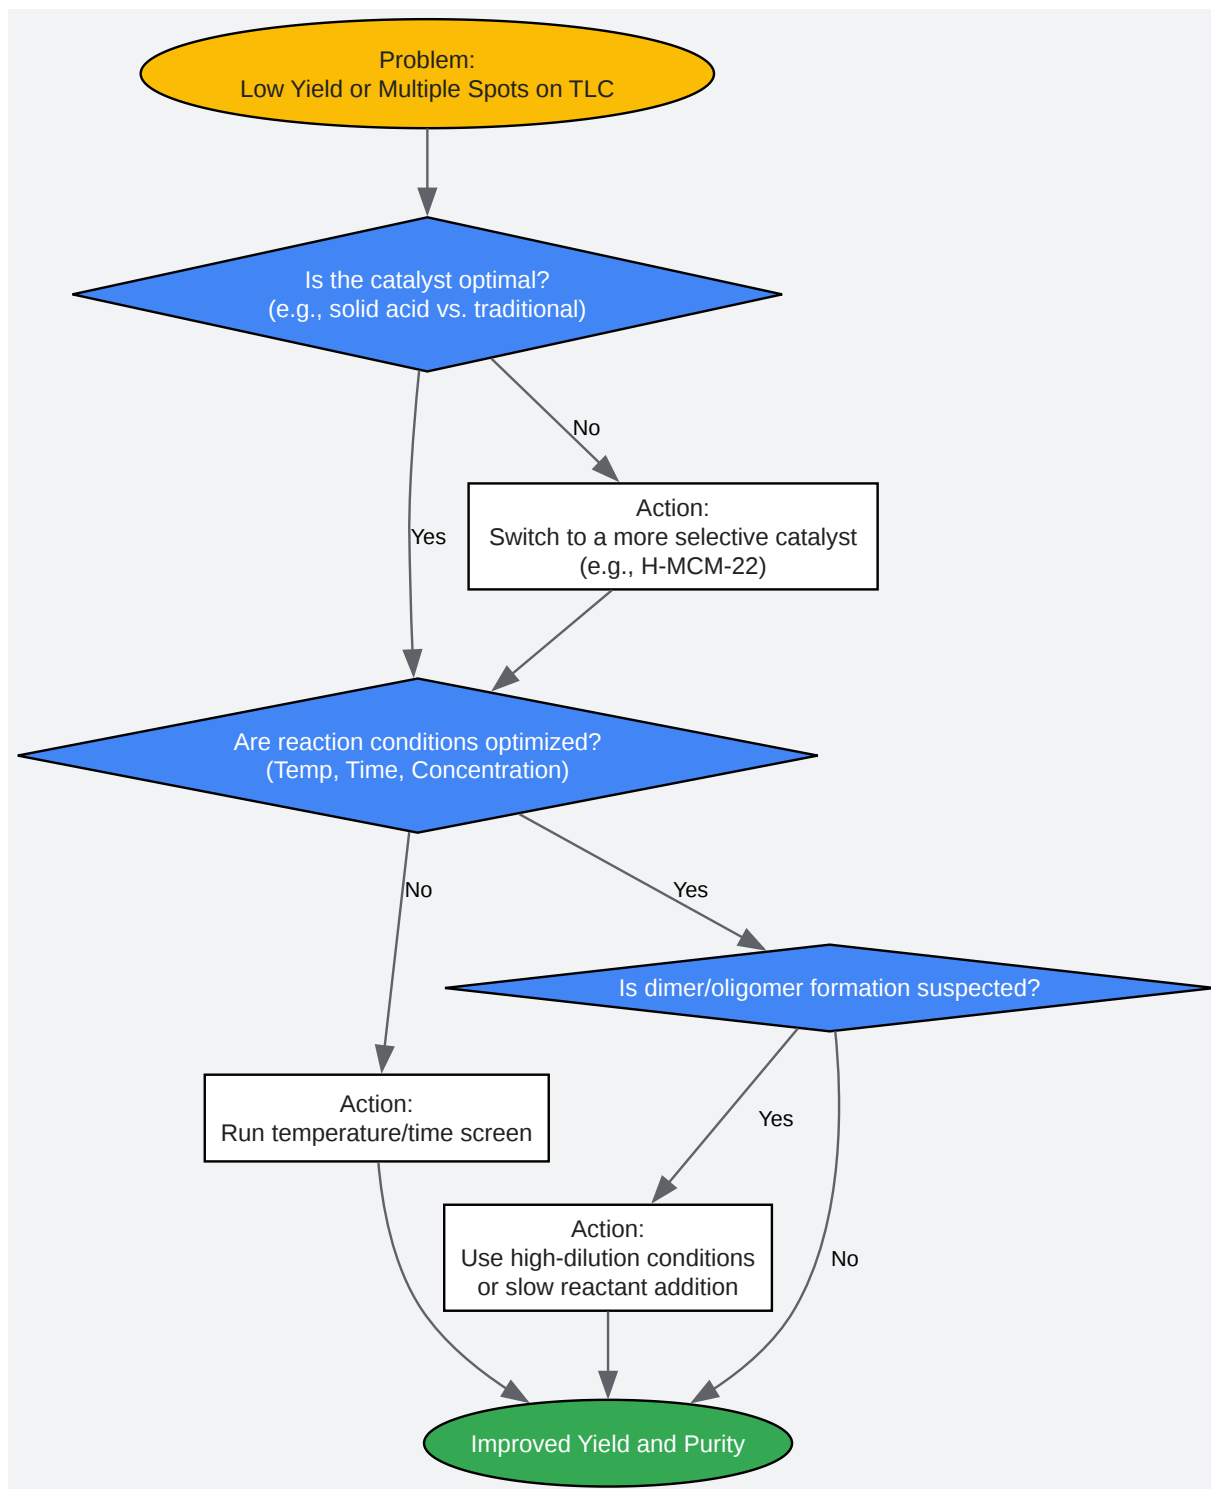 Problem:
Low Yield or Multiple Spots on TLC
Is the catalyst optimal?
(e.g., solid acid vs. traditional)
No
Yes
Action:
Switch to a more selective catalyst
(e.g., H-MCM-22)
Are reaction conditions optimized?
(Temp, Time, Concentration)
No
Yes
Is dimer/oligomer formation suspected?
Action:
Run temperature/time screen
Yes
Action:
Use high-dilution conditions
or slow reactant addition
No
Improved Yield and Purity